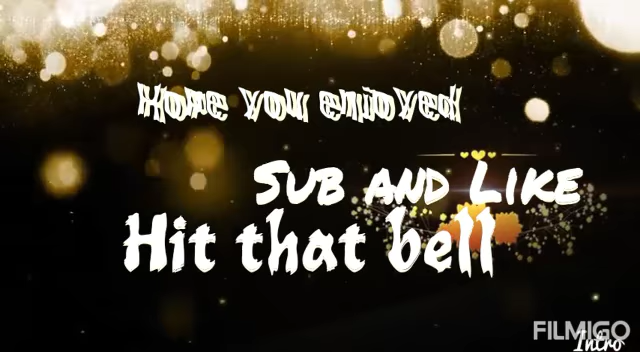 Hope you enjoyed
Sub and Like
Hit that bell
FILMIGO
Intro